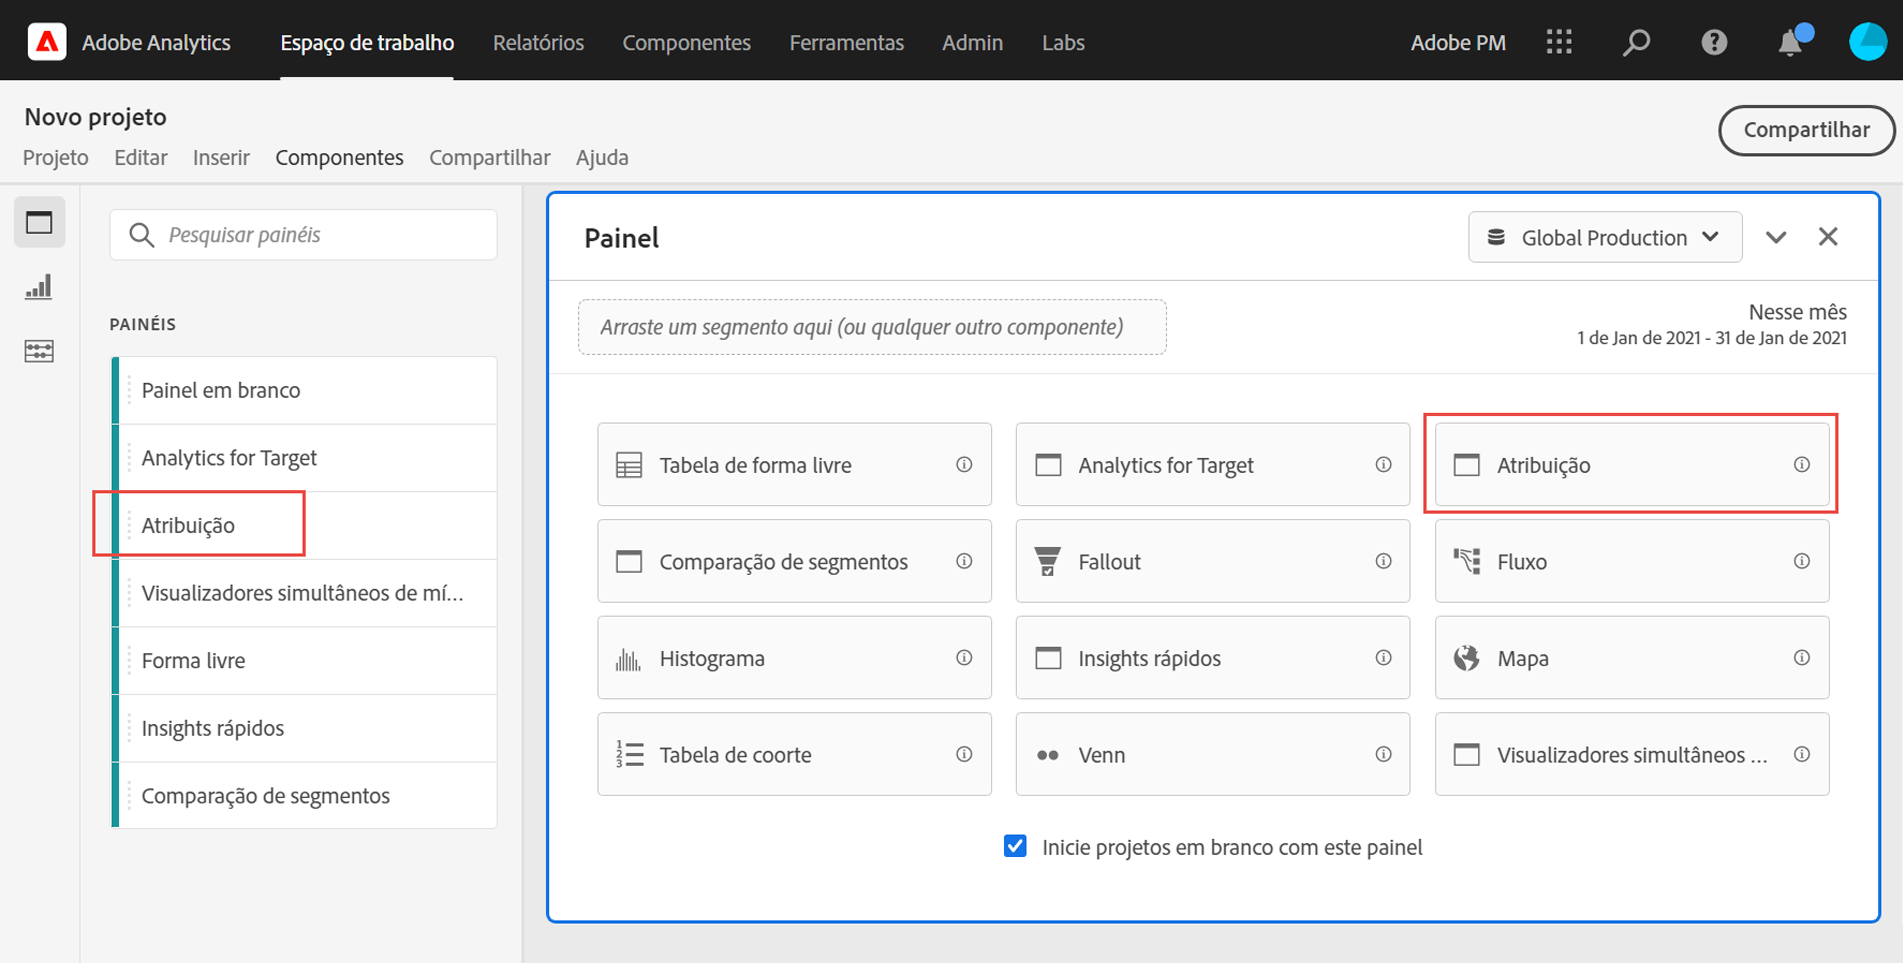 Adobe Analytics
Espaço de trabalho
Relatórios
Componentes
Ferramentas
Admin
Labs
Adobe PM
Novo projeto
Projeto
Editar
Inserir
Componentes
Compartilhar
Ajuda
Compartilhar
Pesquisar painéis
PAINÉIS
Painel em branco
Analytics for Target
Atribuição
Visualizadores simultâneos de mí...
Forma livre
Insights rápidos
Comparação de segmentos
Painel
Global Production
Arraste um segmento aqui (ou qualquer outro componente)
Nesse mês
1 de Jan de 2021 - 31 de Jan de 2021
Tabela de forma livre
Analytics for Target
Atribuição
Comparação de segmentos
Fallout
Fluxo
Histograma
Insights rápidos
Mapa
Tabela de coorte
Venn
Visualizadores simultâneos ...
Inicie projetos em branco com este painel